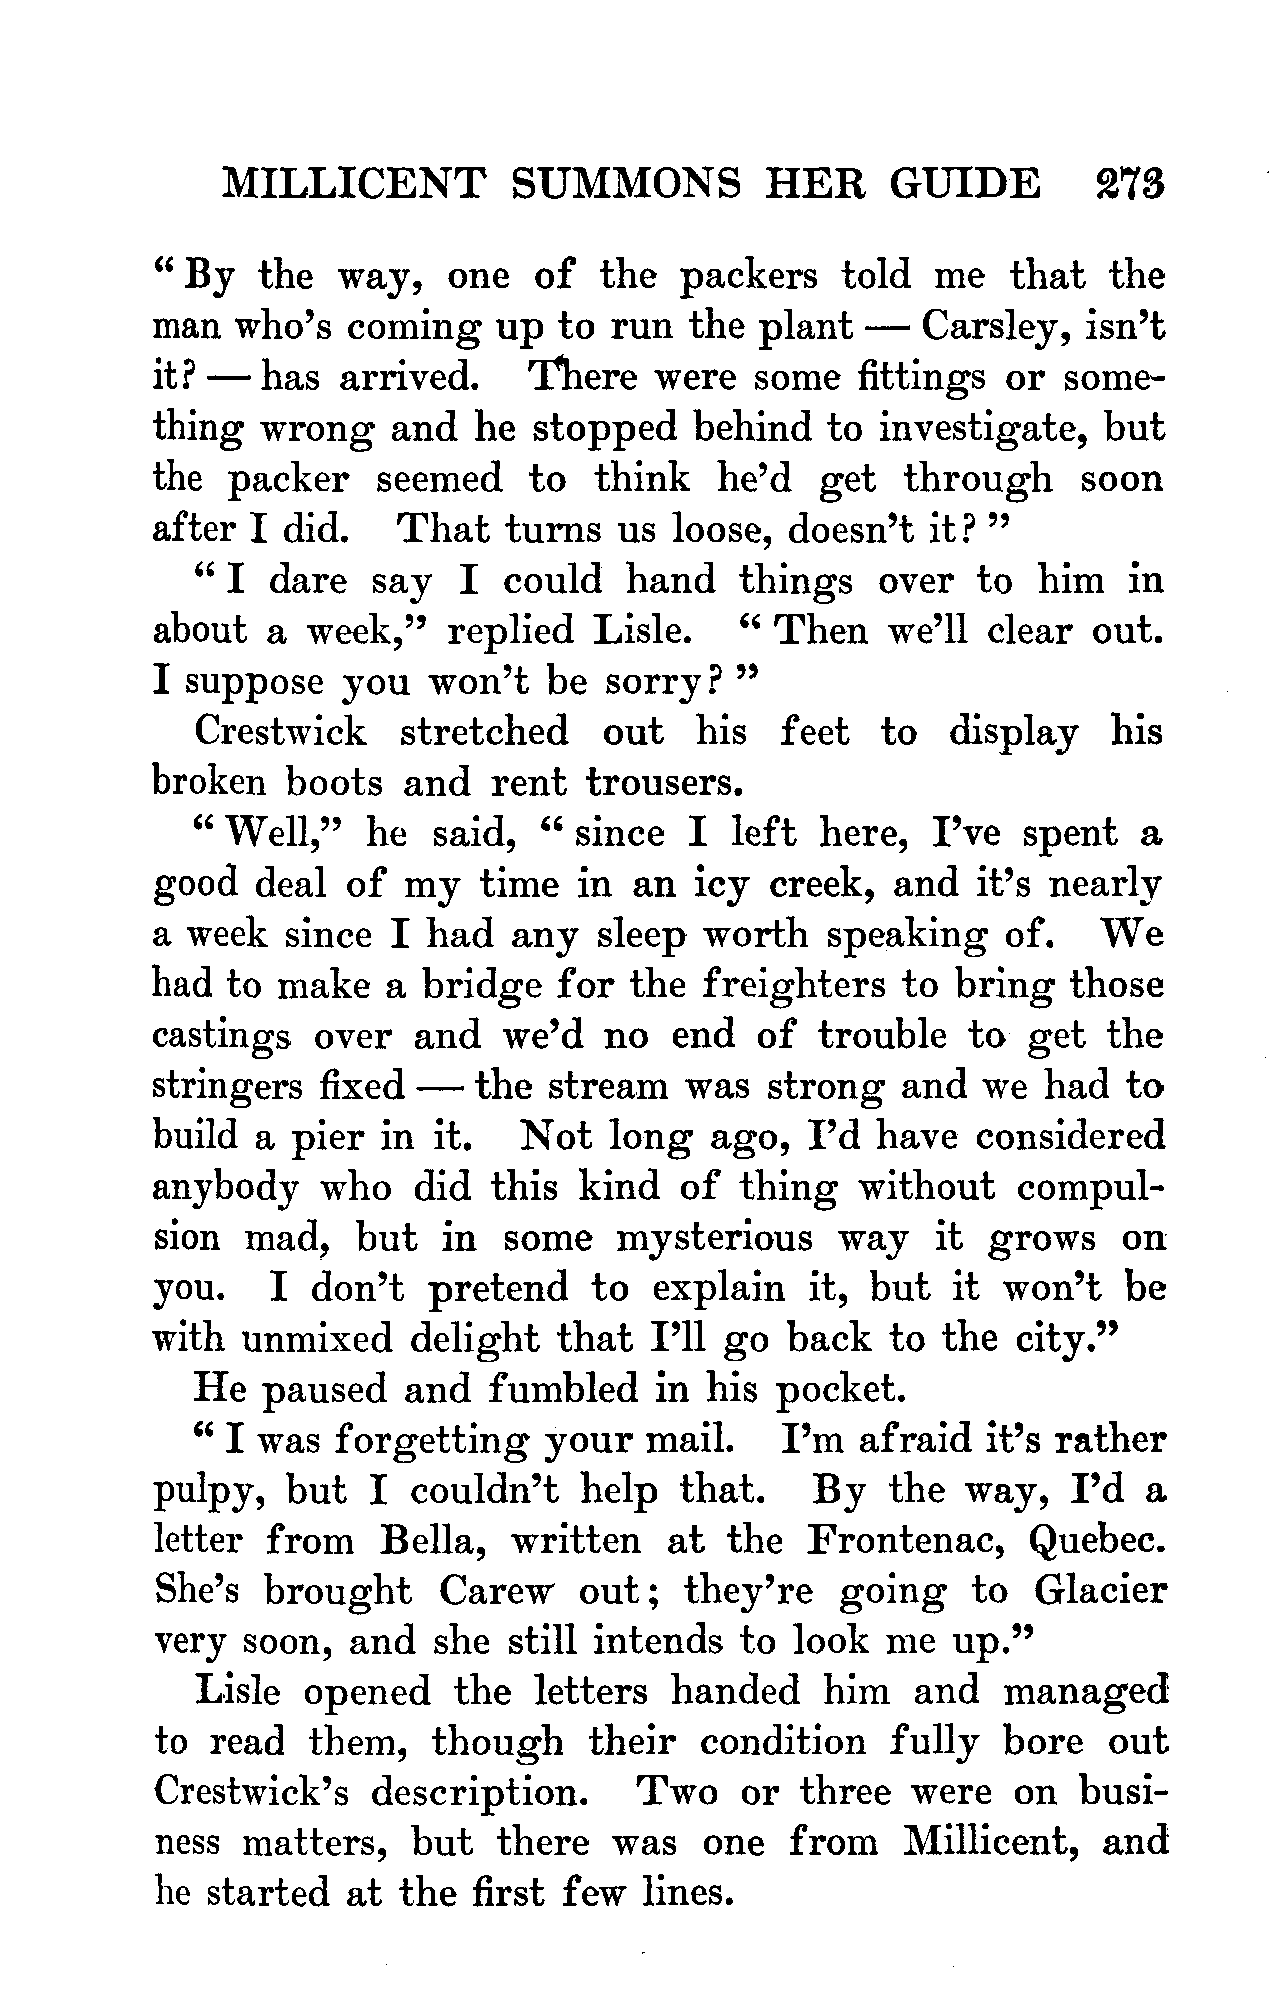 MILLICENT SUMMONS HER GUIDE 273
“ By the way, one of the packers told me that the
man who’s coming up to run the plant — Carsley, isn’t
it? — has arrived. There were some fittings or some-
thing wrong and he stopped behind to investigate, but
the packer seemed to think he’d get through soon
after I did. That turns us loose, doesn’t it? ”
“ I dare say I could hand things over to him in
about a week,” replied Lisle. “ Then we’ll clear out.
I suppose you won’t be sorry? ”
Crestwick stretched out his feet to display his
broken boots and rent trousers.
“ Well,” he said, “ since I left here, I’ve spent a
good deal of my time in an icy creek, and it’s nearly
a week since I had any sleep worth speaking of. We
had to make a bridge for the freighters to bring those
castings over and we’d no end of trouble to get the
stringers fixed — the stream was strong and we had to
build a pier in it. Not long ago, I’d have considered
anybody who did this kind of thing without compul-
sion mad, but in some mysterious way it grows on
you. I don’t pretend to explain it, but it won’t be
with unmixed delight that I’ll go back to the city.”
He paused and fumbled in his pocket.
“ I was forgetting your mail. I’m afraid it’s rather
pulpy, but I couldn’t help that. By the way, I’d a
letter from Bella, written at the Frontenac, Quebec.
She’s brought Carew out; they’re going to Glacier
very soon, and she still intends to look me up.”
Lisle opened the letters handed him and managed
to read them, though their condition fully bore out
Crestwick’s description. Two or three were on busi-
ness matters, but there was one from Millicent, and
he started at the first few lines.